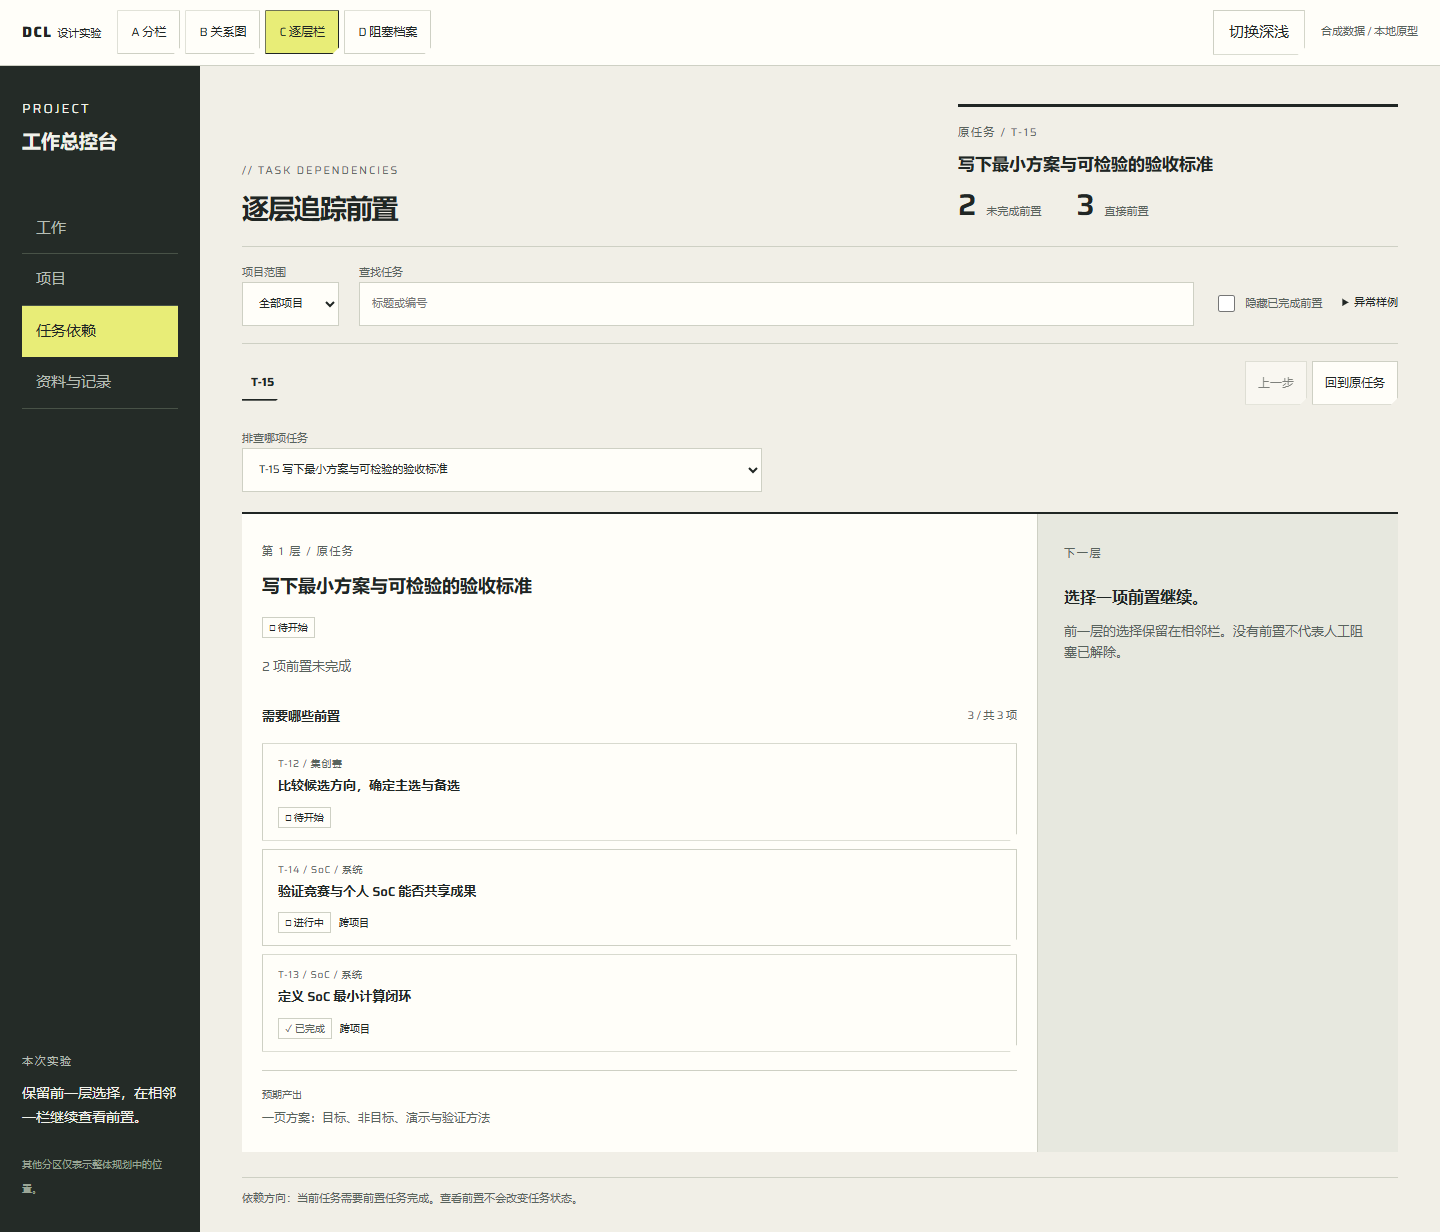 DCL 设计实验
A 分栏
B 关系图
C 逐层栏
D 阻塞档案
切换深浅
合成数据 / 本地原型
PROJECT
工作总控台
工作
项目
任务依赖
资料与记录
本次实验
保留前一层选择，在相邻
一栏继续查看前置。
其他分区仅表示整体规划中的位
置。
// TASK DEPENDENCIES
逐层追踪前置
原任务 / T-15
写下最小方案与可检验的验收标准
2 未完成前置 3 直接前置
项目范围
全部项目
查找任务
标题或编号
隐藏已完成前置
异常样例
T-15
上一步
回到原任务
排查哪项任务
T-15 写下最小方案与可检验的验收标准
第 1 层 / 原任务
写下最小方案与可检验的验收标准
待开始
2 项前置未完成
需要哪些前置
3 / 共 3 项
T-12 / 集创赛
比较候选方向，确定主选与备选
待开始
T-14 / SoC / 系统
验证竞赛与个人 SoC 能否共享成果
进行中 跨项目
T-13 / SoC / 系统
定义 SoC 最小计算闭环
✓ 已完成 跨项目
预期产出
一页方案：目标、非目标、演示与验证方法
下一层
选择一项前置继续。
前一层的选择保留在相邻栏。没有前置不代表人工阻
塞已解除。
依赖方向：当前任务需要前置任务完成。查看前置不会改变任务状态。